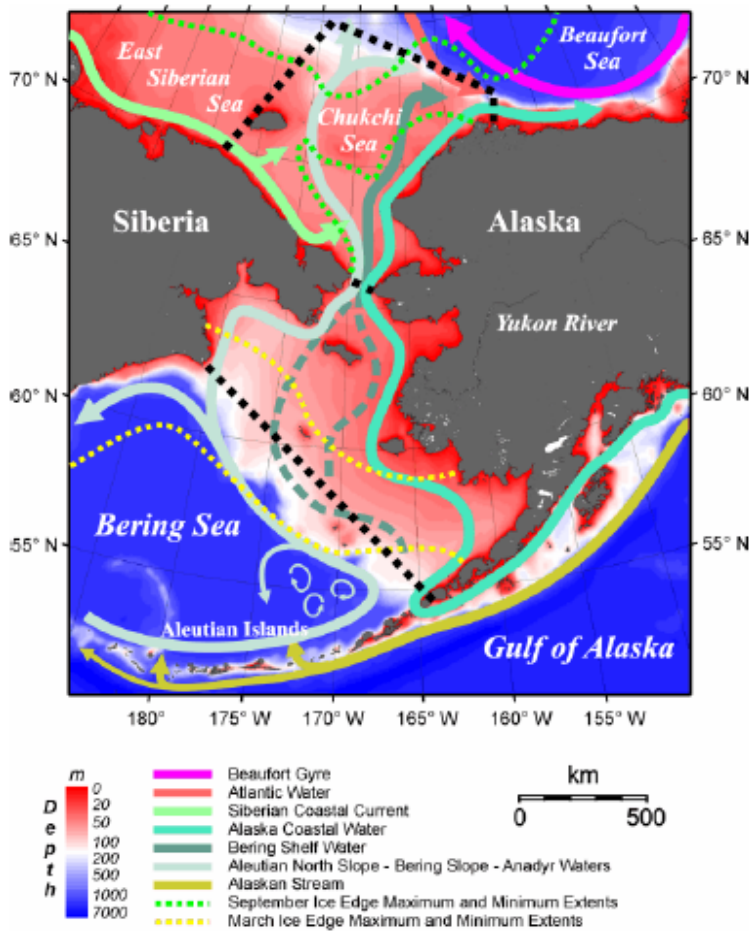 70° N
70° N
65° N
65° N
60° N
60° N
55° N
55° N
East
Siberian
Sea
Beaufort
Sea
Chukchi
Sea
Siberia
Alaska
Yukon River
Bering Sea
Aleutian Islands
Gulf of Alaska
180°
175° W
170° W
165° W
160° W
155° W
m
0
20
50
100
200
500
1000
7000
Depth
Beaufort Gyre
Atlantic Water
Siberian Coastal Current
Alaska Coastal Water
Bering Shelf Water
Aleutian North Slope - Bering Slope - Anadyr Waters
Alaskan Stream
September Ice Edge Maximum and Minimum Extents
March Ice Edge Maximum and Minimum Extents
km
0
500